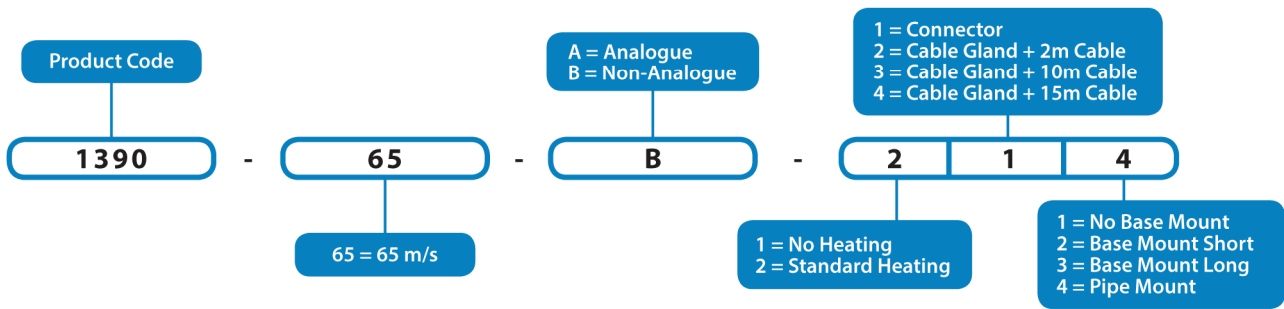 Product Code
A = Analogue
B = Non-Analogue
1 = Connector
2 = Cable Gland + 2m Cable
3 = Cable Gland + 10m Cable
4 = Cable Gland + 15m Cable
1390 - 65 - B - 2 1 4
65 = 65 m/s
1 = No Heating
2 = Standard Heating
1 = No Base Mount
2 = Base Mount Short
3 = Base Mount Long
4 = Pipe Mount